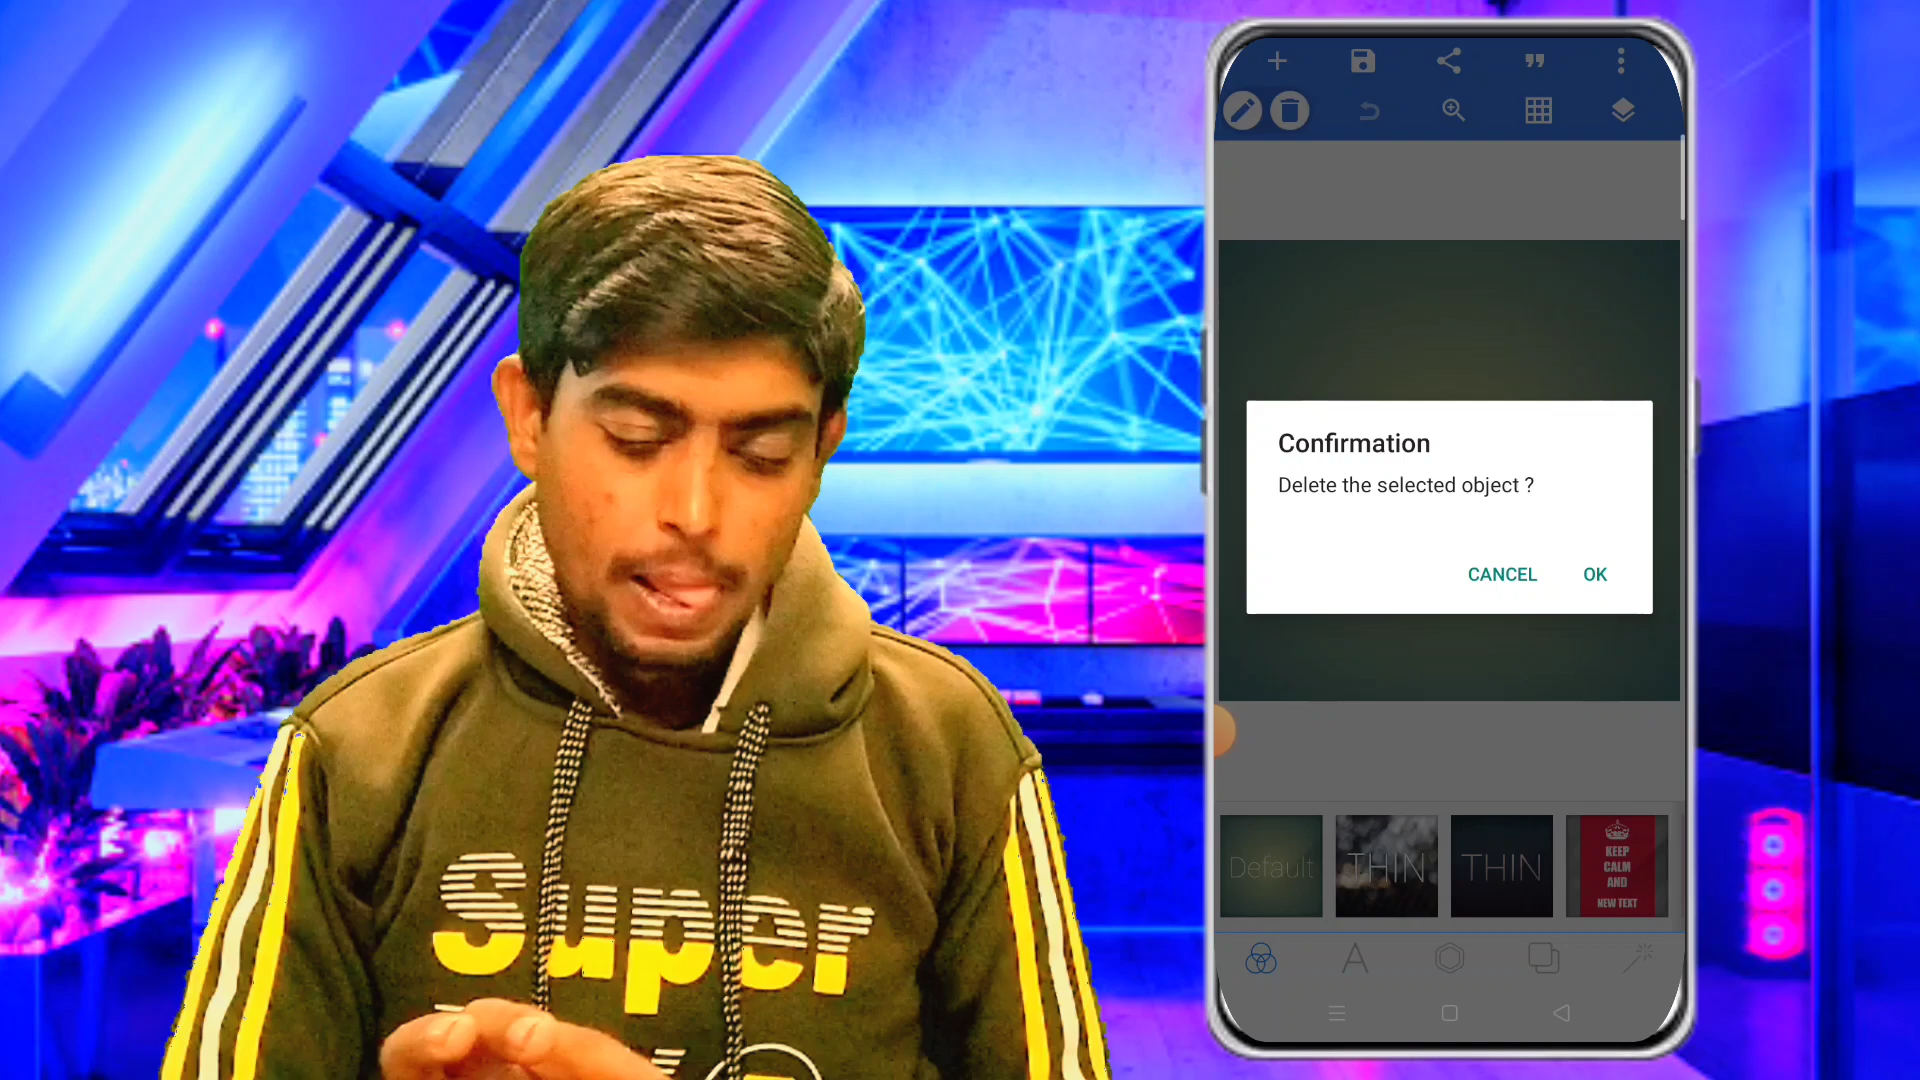 Confirmation
Delete the selected object ?
CANCEL OK
Default
THIN
THIN
KEEP
CALM
AND
NEW TEXT
Super